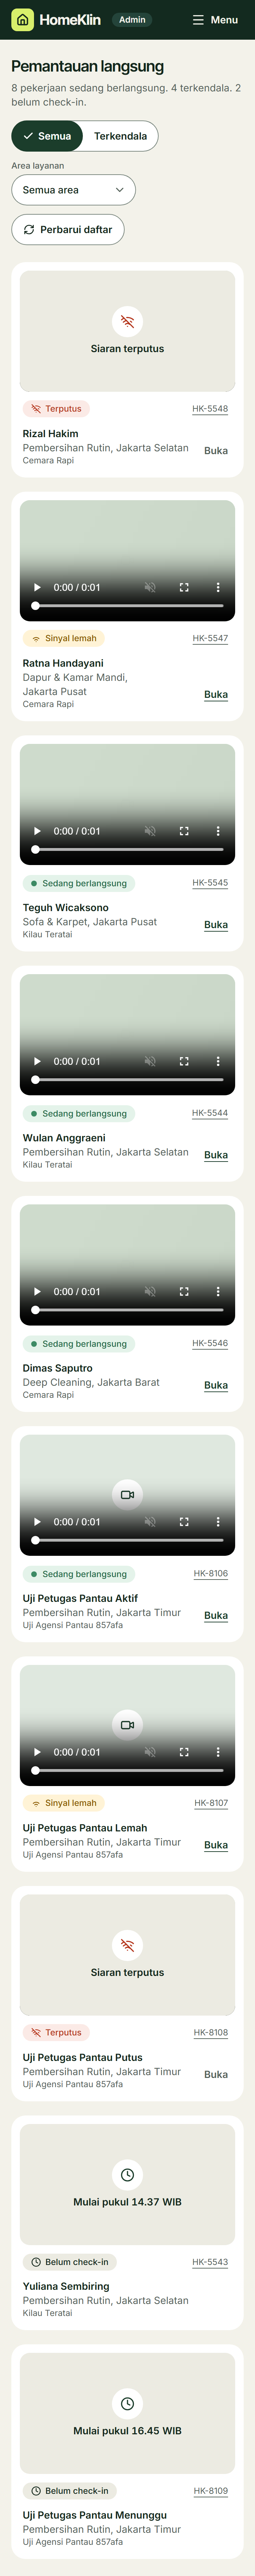 HomeKlin
Admin
Menu
Pemantauan langsung
8 pekerjaan sedang berlangsung. 4 terkendala. 2
belum check-in.
Semua
Terkendala
Area layanan
Semua area
Perbarui daftar
Siaran terputus
Terputus
HK-5548
Rizal Hakim
Pembersihan Rutin, Jakarta Selatan
Cemara Rapi
Buka
0:00 / 0:01
Sinyal lemah
HK-5547
Ratna Handayani
Dapur & Kamar Mandi,
Jakarta Pusat
Cemara Rapi
Buka
0:00 / 0:01
Sedang berlangsung
HK-5545
Teguh Wicaksono
Sofa & Karpet, Jakarta Pusat
Kilau Teratai
Buka
0:00 / 0:01
Sedang berlangsung
HK-5544
Wulan Anggraeni
Pembersihan Rutin, Jakarta Selatan
Kilau Teratai
Buka
0:00 / 0:01
Sedang berlangsung
HK-5546
Dimas Saputro
Deep Cleaning, Jakarta Barat
Cemara Rapi
Buka
0:00 / 0:01
Sedang berlangsung
HK-8106
Uji Petugas Pantau Aktif
Pembersihan Rutin, Jakarta Timur
Uji Agensi Pantau 857afa
Buka
0:00 / 0:01
Sinyal lemah
HK-8107
Uji Petugas Pantau Lemah
Pembersihan Rutin, Jakarta Timur
Uji Agensi Pantau 857afa
Buka
Siaran terputus
Terputus
HK-8108
Uji Petugas Pantau Putus
Pembersihan Rutin, Jakarta Timur
Uji Agensi Pantau 857afa
Buka
Mulai pukul 14.37 WIB
Belum check-in
HK-5543
Yuliana Sembiring
Pembersihan Rutin, Jakarta Selatan
Kilau Teratai
Mulai pukul 16.45 WIB
Belum check-in
HK-8109
Uji Petugas Pantau Menunggu
Pembersihan Rutin, Jakarta Timur
Uji Agensi Pantau 857afa